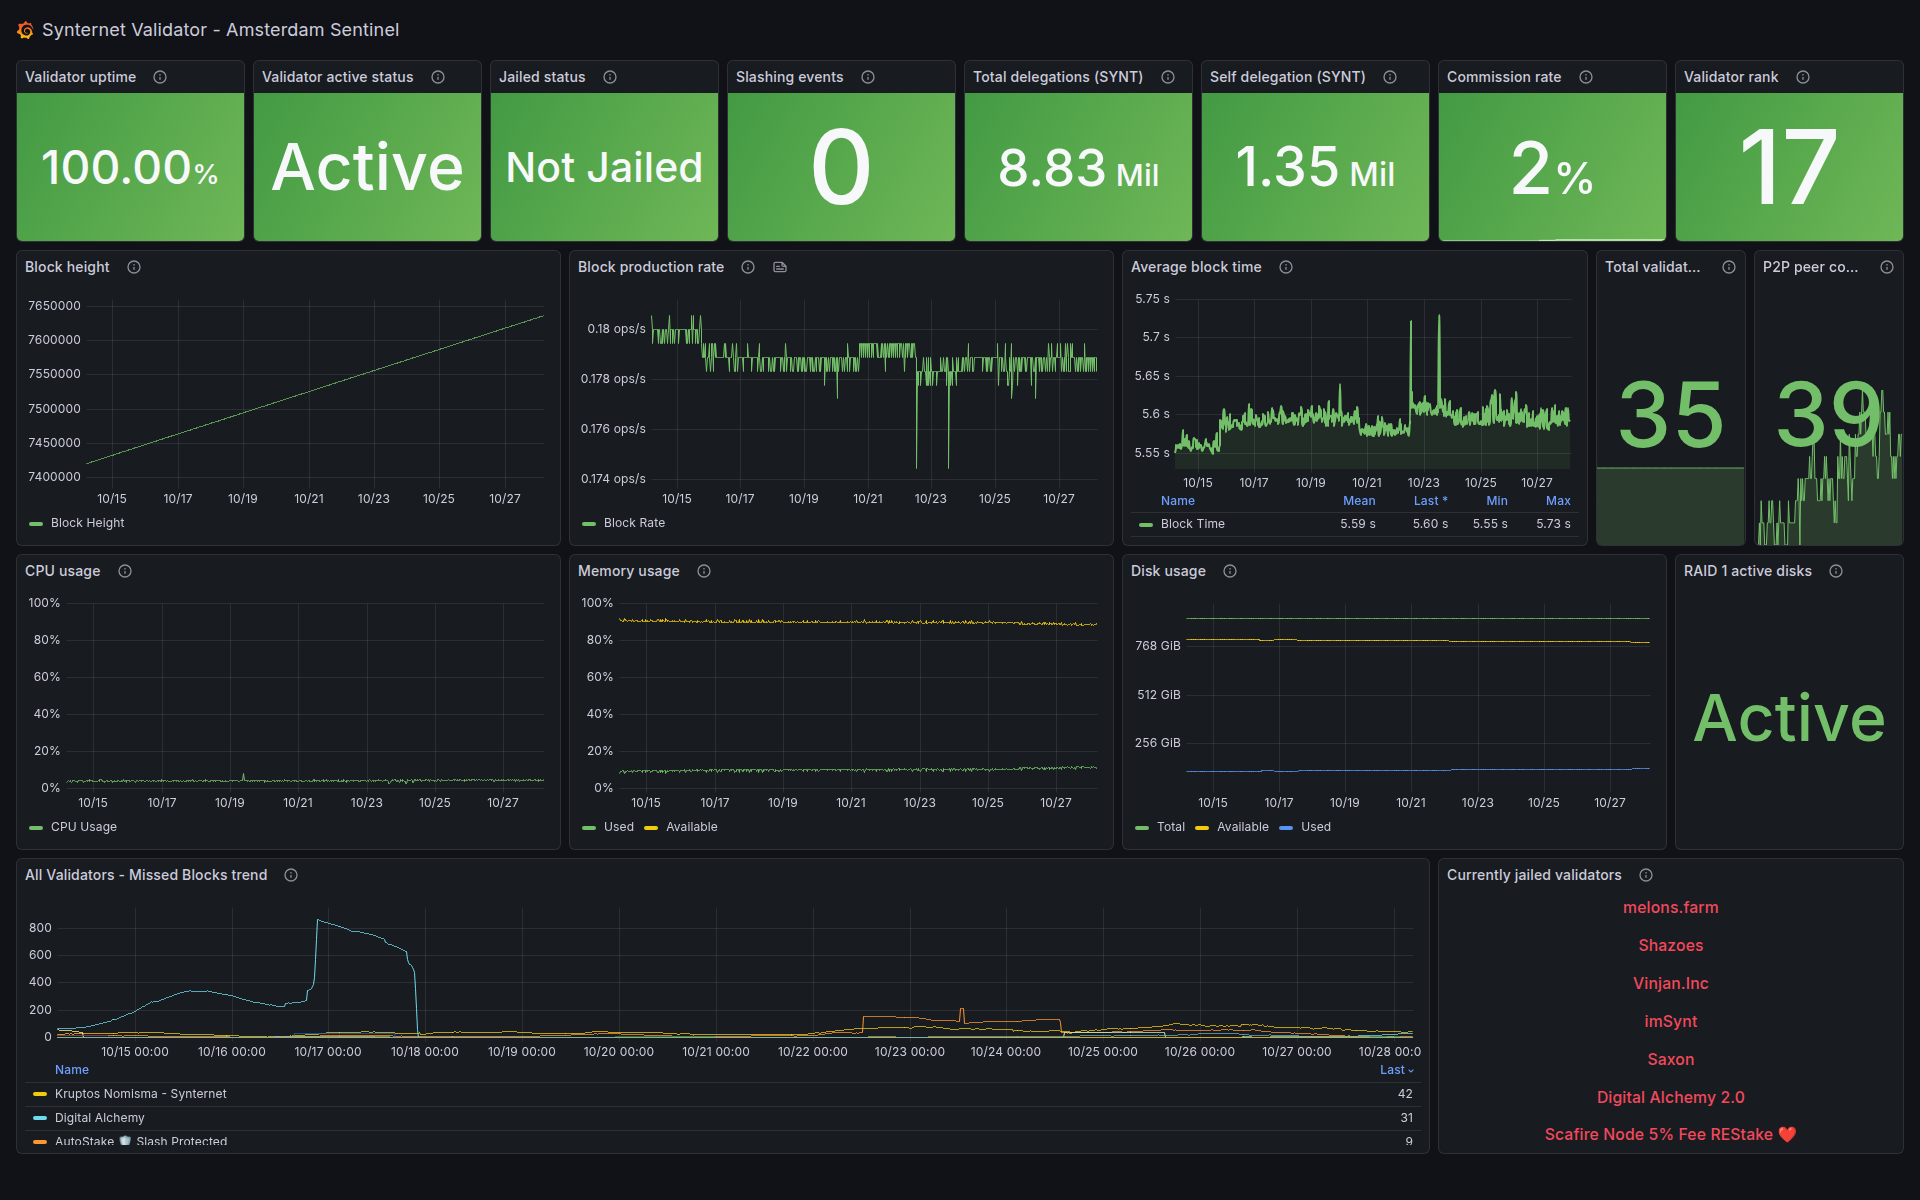 Synternet Validator - Amsterdam Sentinel
Validator uptime
100.00%
Validator active status
Active
Jailed status
Not Jailed
Slashing events
0
Total delegations (SYNT)
8.83 Mil
Self delegation (SYNT)
1.35 Mil
Commission rate
2%
Validator rank
17
Block height
7650000
7600000
7550000
7500000
7450000
7400000
10/15 10/17 10/19 10/21 10/23 10/25 10/27
Block Height
Block production rate
0.18 ops/s
0.178 ops/s
0.176 ops/s
0.174 ops/s
10/15 10/17 10/19 10/21 10/23 10/25 10/27
Block Rate
Average block time
5.75 s
5.7 s
5.65 s
5.6 s
5.55 s
10/15 10/17 10/19 10/21 10/23 10/25 10/27
Name Mean Last * Min Max
Block Time 5.59 s 5.60 s 5.55 s 5.73 s
Total validat...
35
P2P peer co...
39
CPU usage
100%
80%
60%
40%
20%
0%
10/15 10/17 10/19 10/21 10/23 10/25 10/27
CPU Usage
Memory usage
100%
80%
60%
40%
20%
0%
10/15 10/17 10/19 10/21 10/23 10/25 10/27
Used Available
Disk usage
768 GiB
512 GiB
256 GiB
10/15 10/17 10/19 10/21 10/23 10/25 10/27
Total Available Used
RAID 1 active disks
Active
All Validators - Missed Blocks trend
800
600
400
200
0
10/15 00:00 10/16 00:00 10/17 00:00 10/18 00:00 10/19 00:00 10/20 00:00 10/21 00:00 10/22 00:00 10/23 00:00 10/24 00:00 10/25 00:00 10/26 00:00 10/27 00:00 10/28 00:0
Name Last
Kruptos Nomisma - Synternet 42
Digital Alchemy 31
AutoStake 🛡️ Slash Protected 9
Currently jailed validators
melons.farm
Shazoes
Vinjan.Inc
imSynt
Saxon
Digital Alchemy 2.0
Scafire Node 5% Fee REStake ❤️